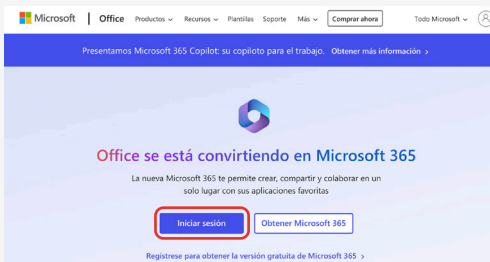 Microsoft | Office Productos Recursos Plantillas Soporte Más Comprar ahora Todo Microsoft
Presentamos Microsoft 365 Copilot: su copiloto para el trabajo. Obtener más información >
Office se está convirtiendo en Microsoft 365
La nueva Microsoft 365 te permite crear, compartir y colaborar en un
solo lugar con sus aplicaciones favoritas
Iniciar sesión Obtener Microsoft 365
Regístrese para obtener la versión gratuita de Microsoft 365 >